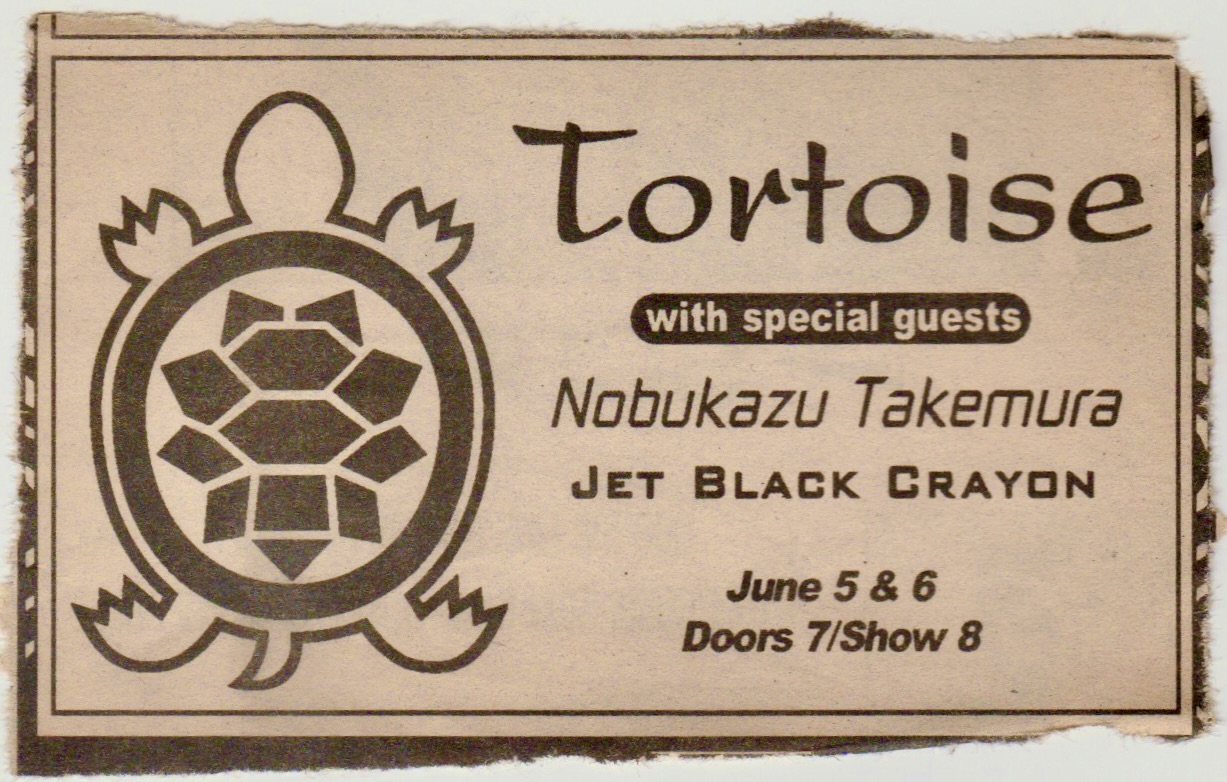 Tortoise
with special guests
Nobukazu Takemura
Jet Black Crayon
June 5 & 6
Doors 7/Show 8